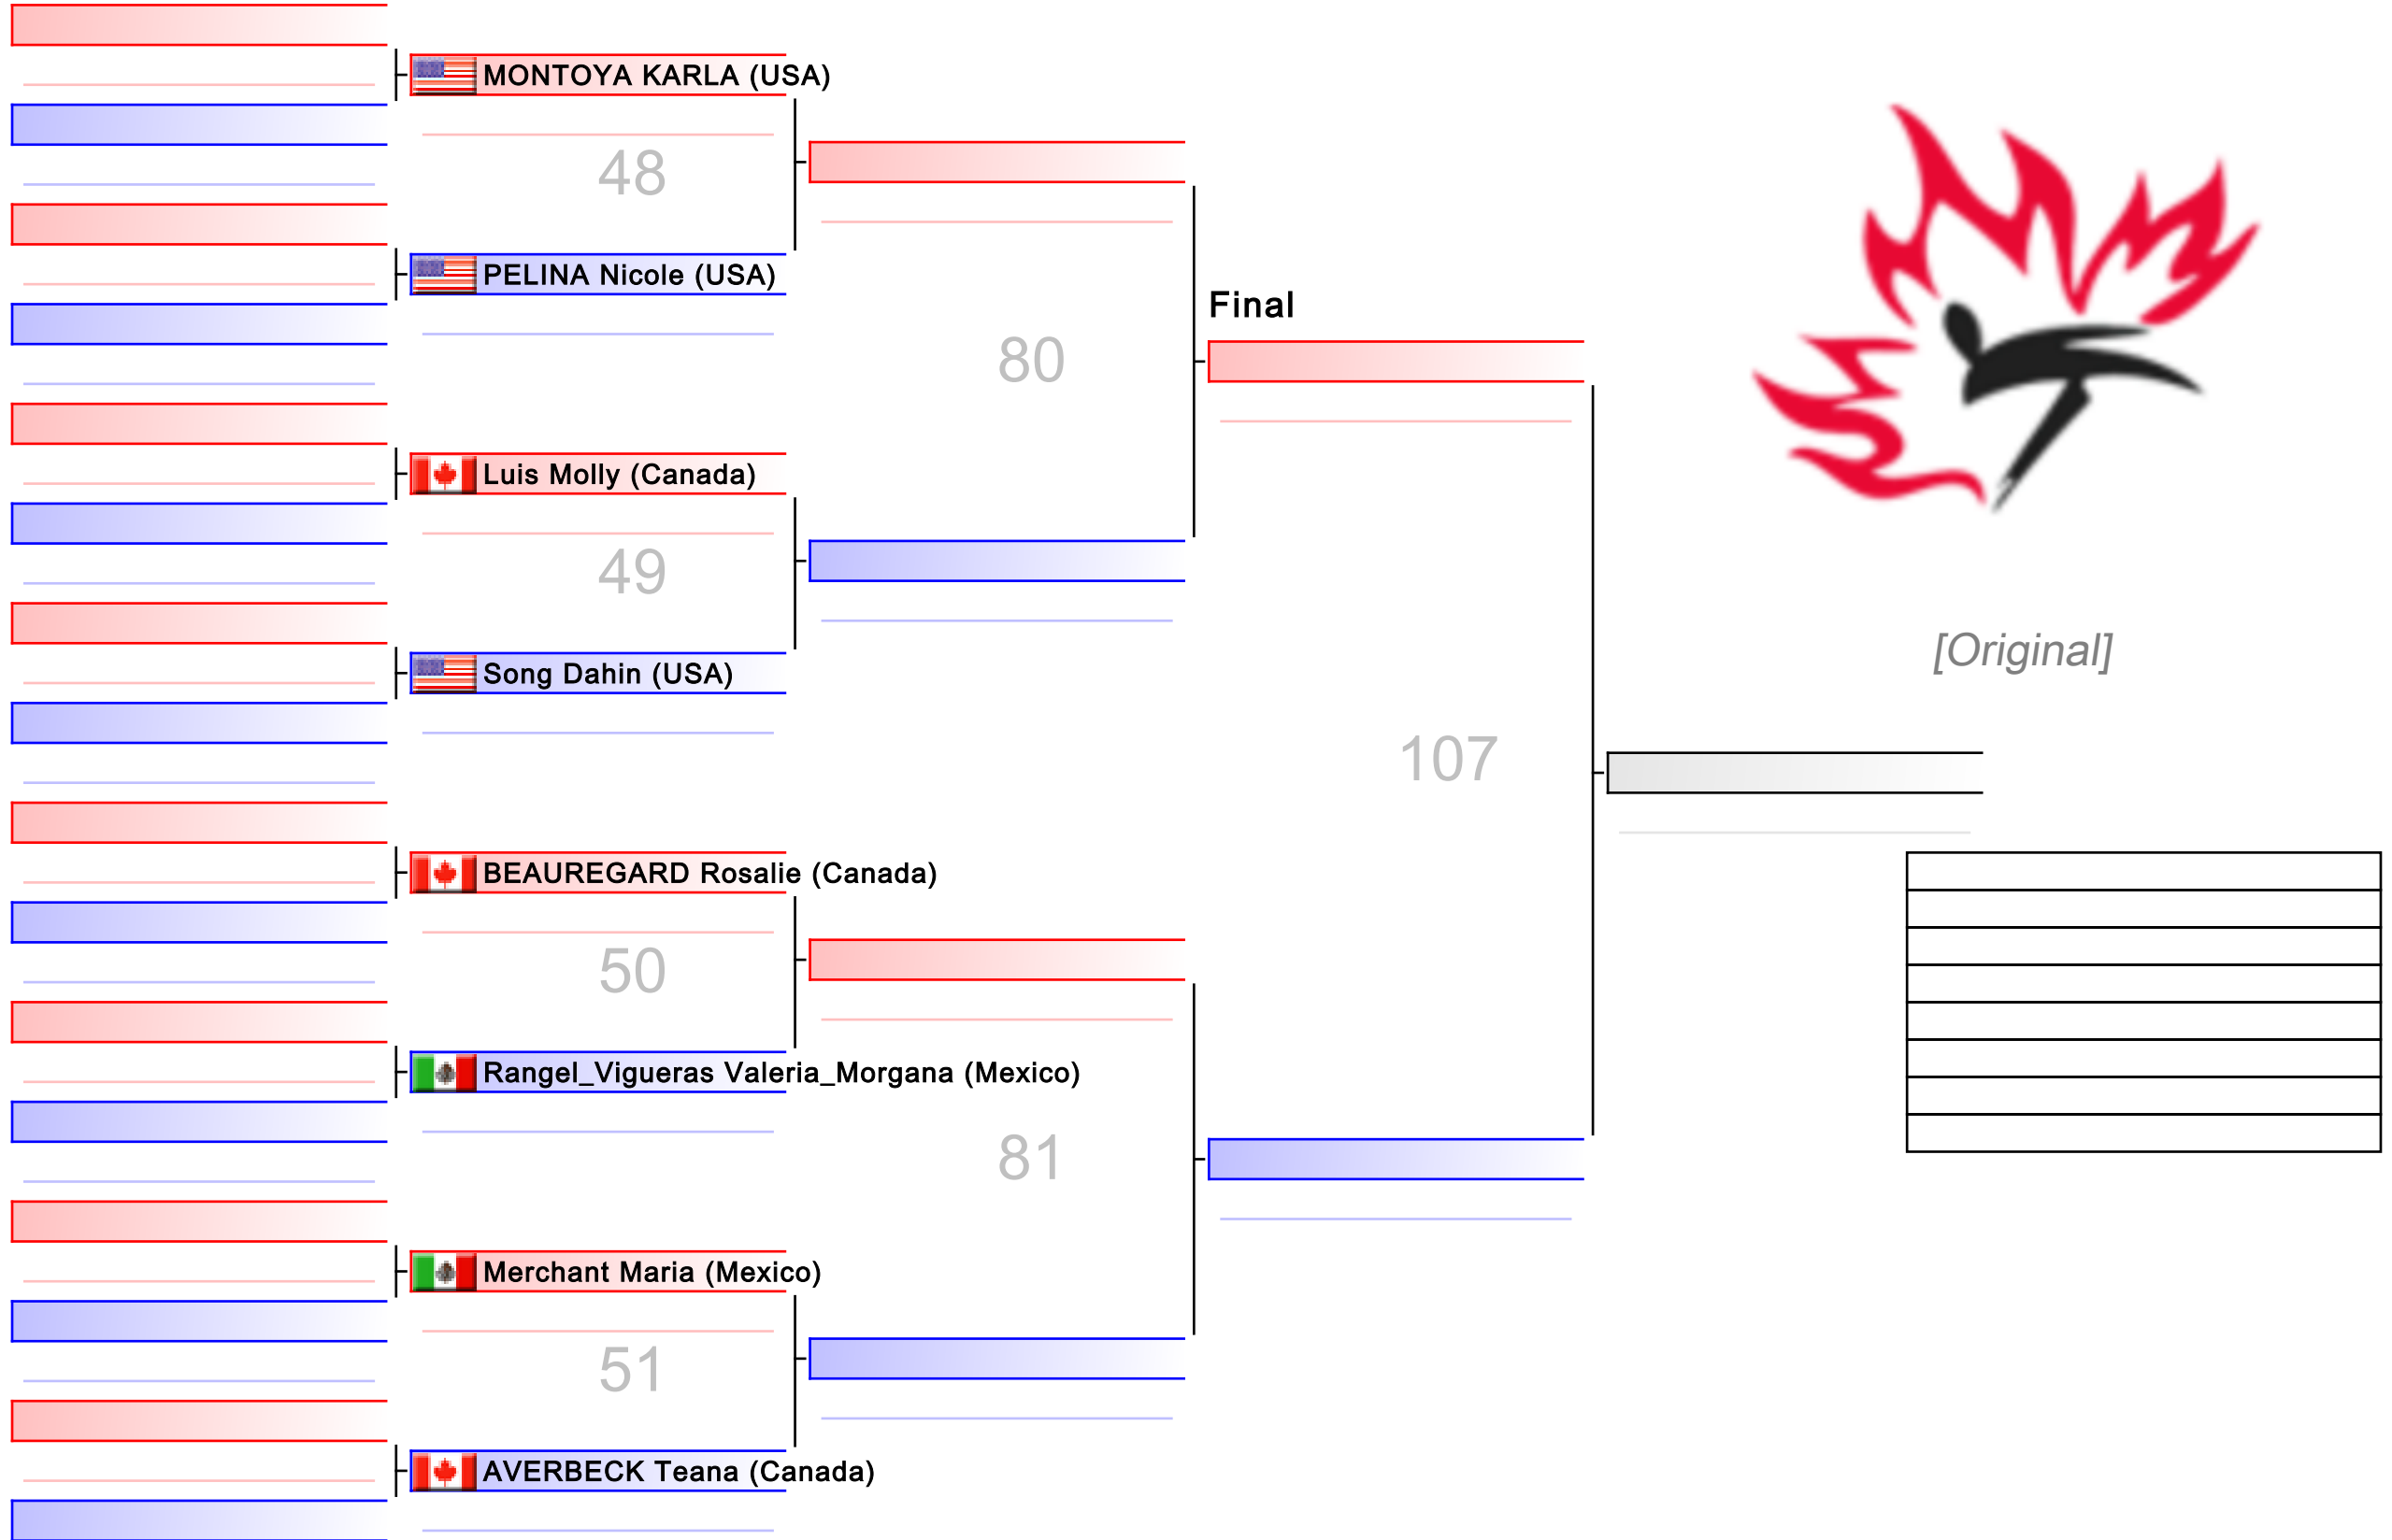 MONTOYA KARLA (USA)
48
PELINA Nicole (USA)
Final
80
Luis Molly (Canada)
49
[Original]
Song Dahin (USA)
107
BEAUREGARD Rosalie (Canada)
50
Rangel_Vigueras Valeria_Morgana (Mexico)
81
Merchant Maria (Mexico)
51
AVERBECK Teana (Canada)